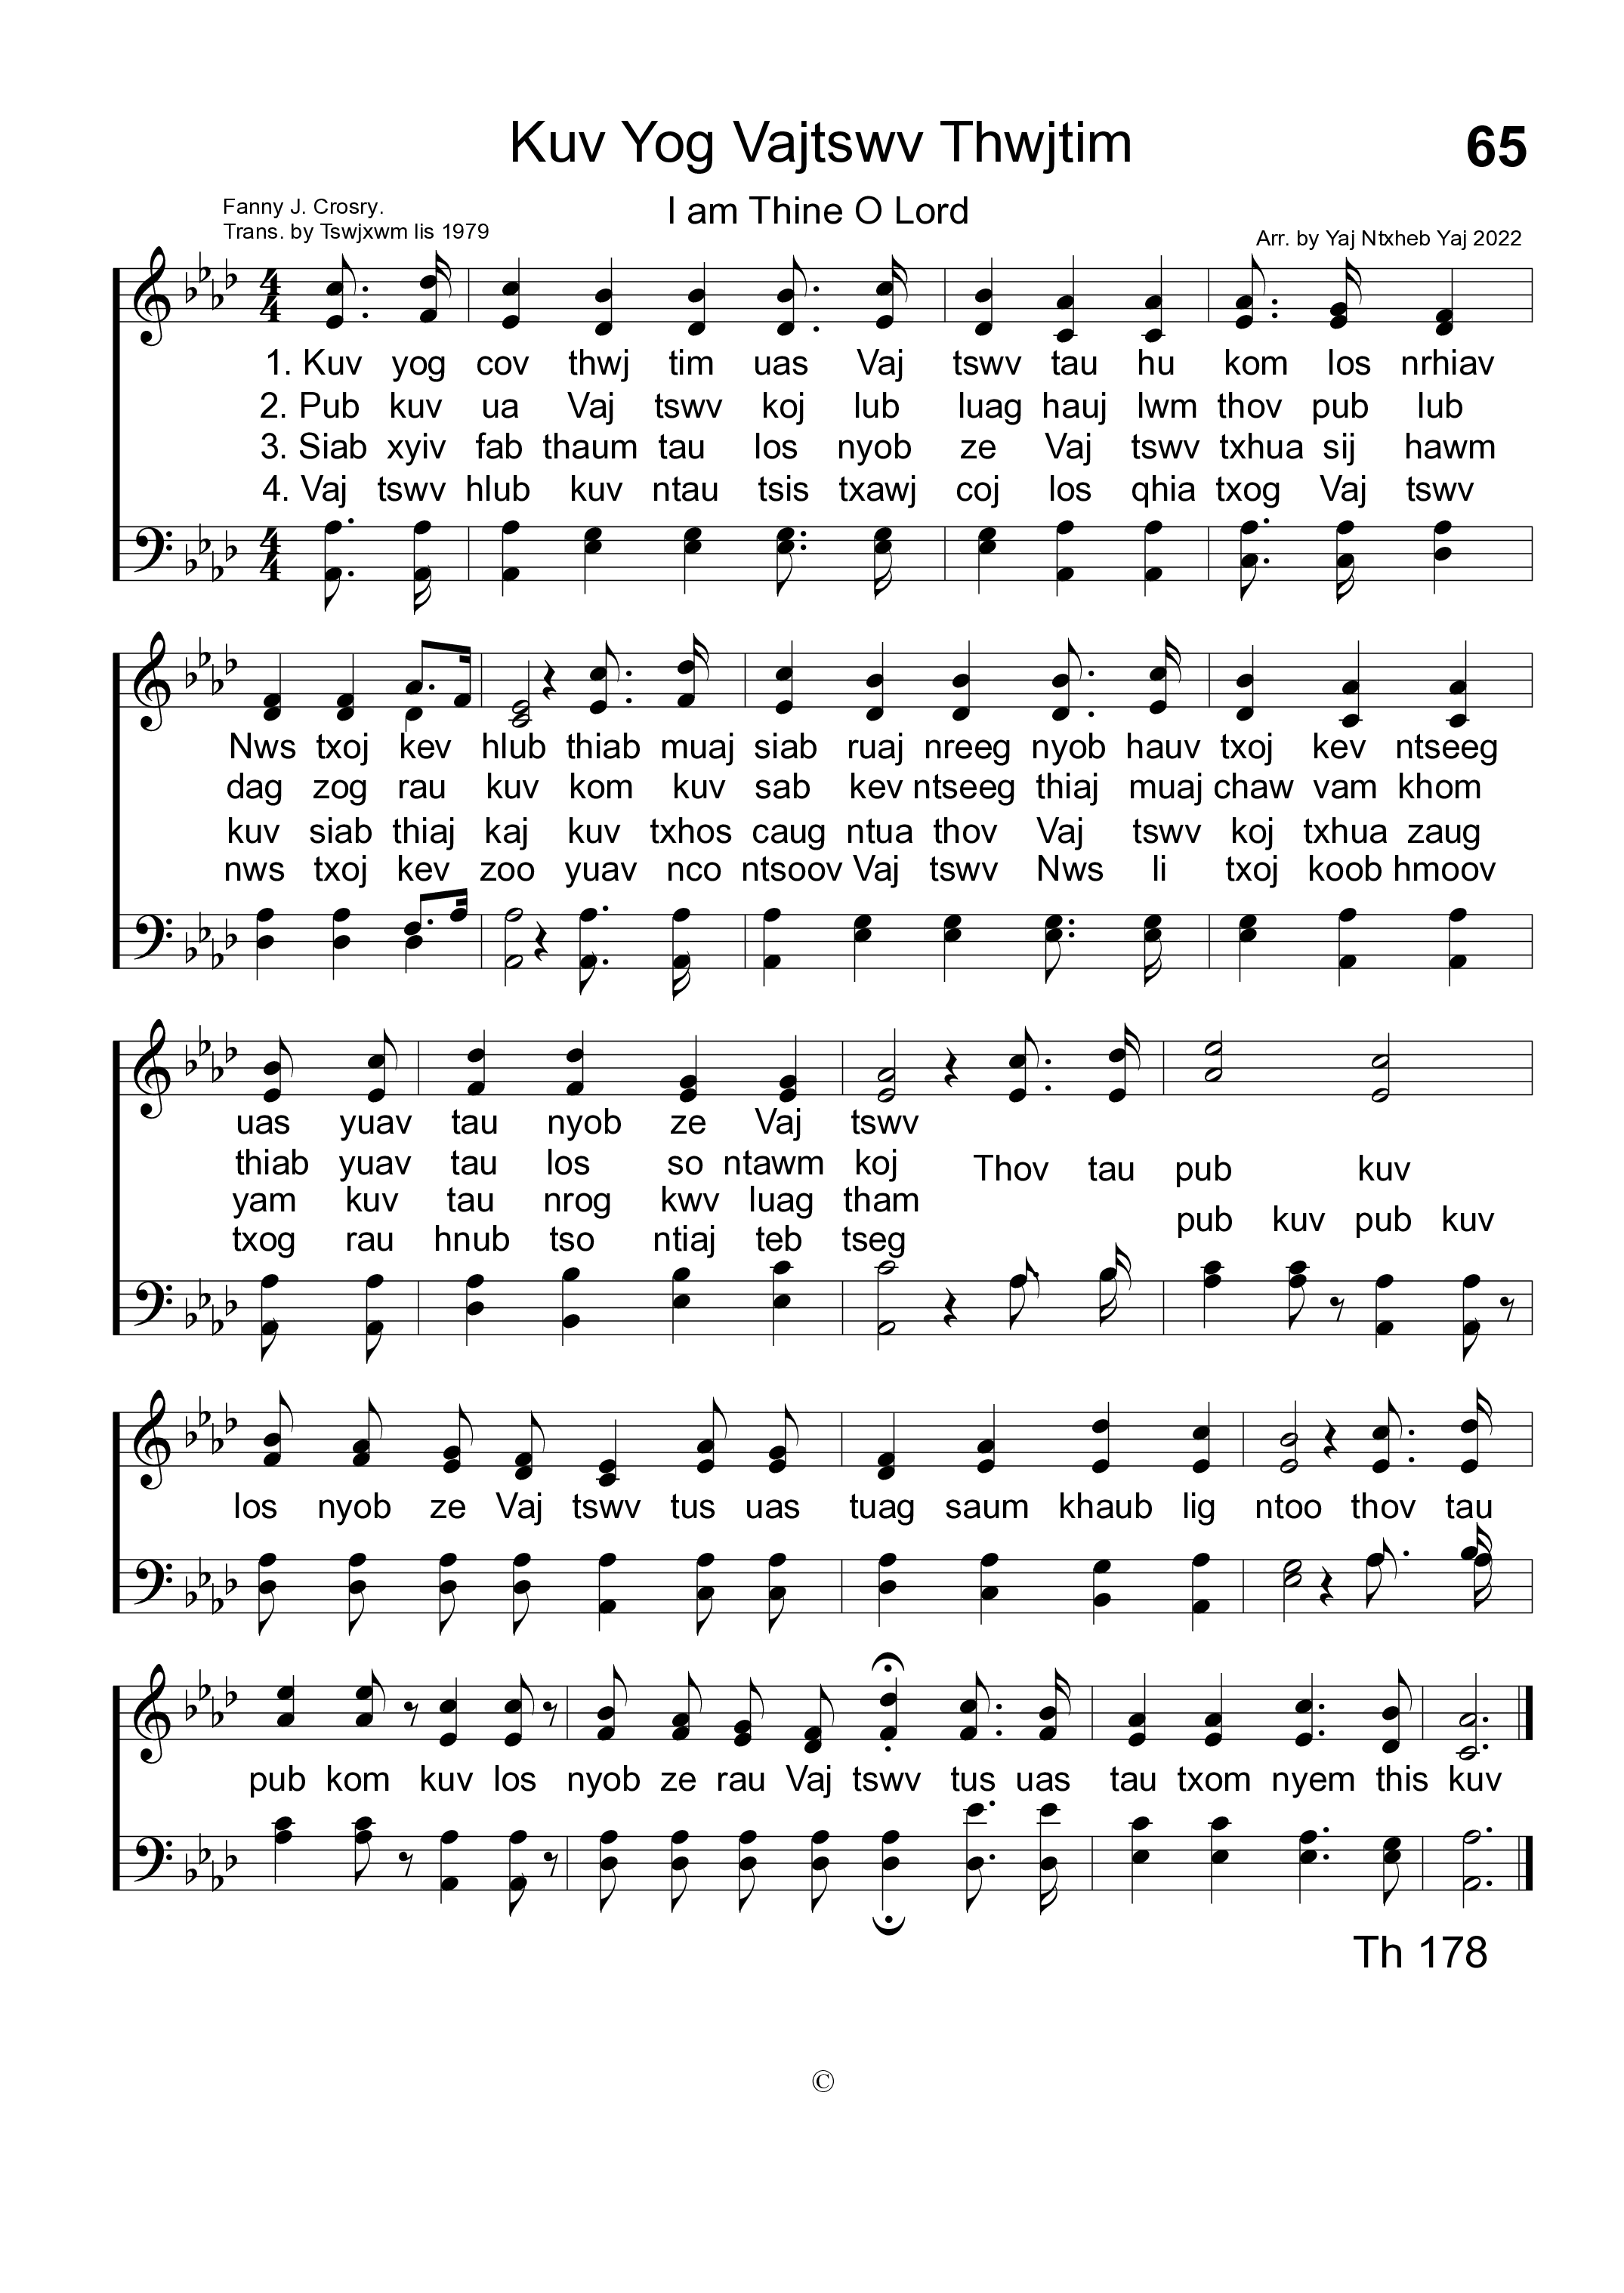 Kuv Yog Vajtswv Thwjtim
65
I am Thine O Lord
Fanny J. Crosry.
Trans. by Tswjxwm lis 1979
Arr. by Yaj Ntxheb Yaj 2022
4
4
1. Kuv yog cov thwj tim uas Vaj tswv tau hu kom los nrhiav
2. Pub kuv ua Vaj tswv koj lub luag hauj lwm thov pub lub
3. Siab xyiv fab thaum tau los nyob ze Vaj tswv txhua sij hawm
4. Vaj tswv hlub kuv ntau tsis txawj coj los qhia txog Vaj tswv
4
4
Nws txoj kev hlub thiab muaj siab ruaj nreeg nyob hauv txoj kev ntseeg
dag zog rau kuv kom kuv sab kev ntseeg thiaj muaj chaw vam khom
kuv siab thiaj kaj kuv txhos caug ntua thov Vaj tswv koj txhua zaug
nws txoj kev zoo yuav nco ntsoov Vaj tswv Nws li txoj koob hmoov
uas yuav tau nyob ze Vaj tswv
thiab yuav tau los so ntawm koj Thov tau pub kuv
yam kuv tau nrog kwv luag tham
pub kuv pub kuv
txog rau hnub tso ntiaj teb tseg
los nyob ze Vaj tswv tus uas tuag saum khaub lig ntoo thov tau
pub kom kuv los nyob ze rau Vaj tswv tus uas tau txom nyem this kuv
Th 178
©